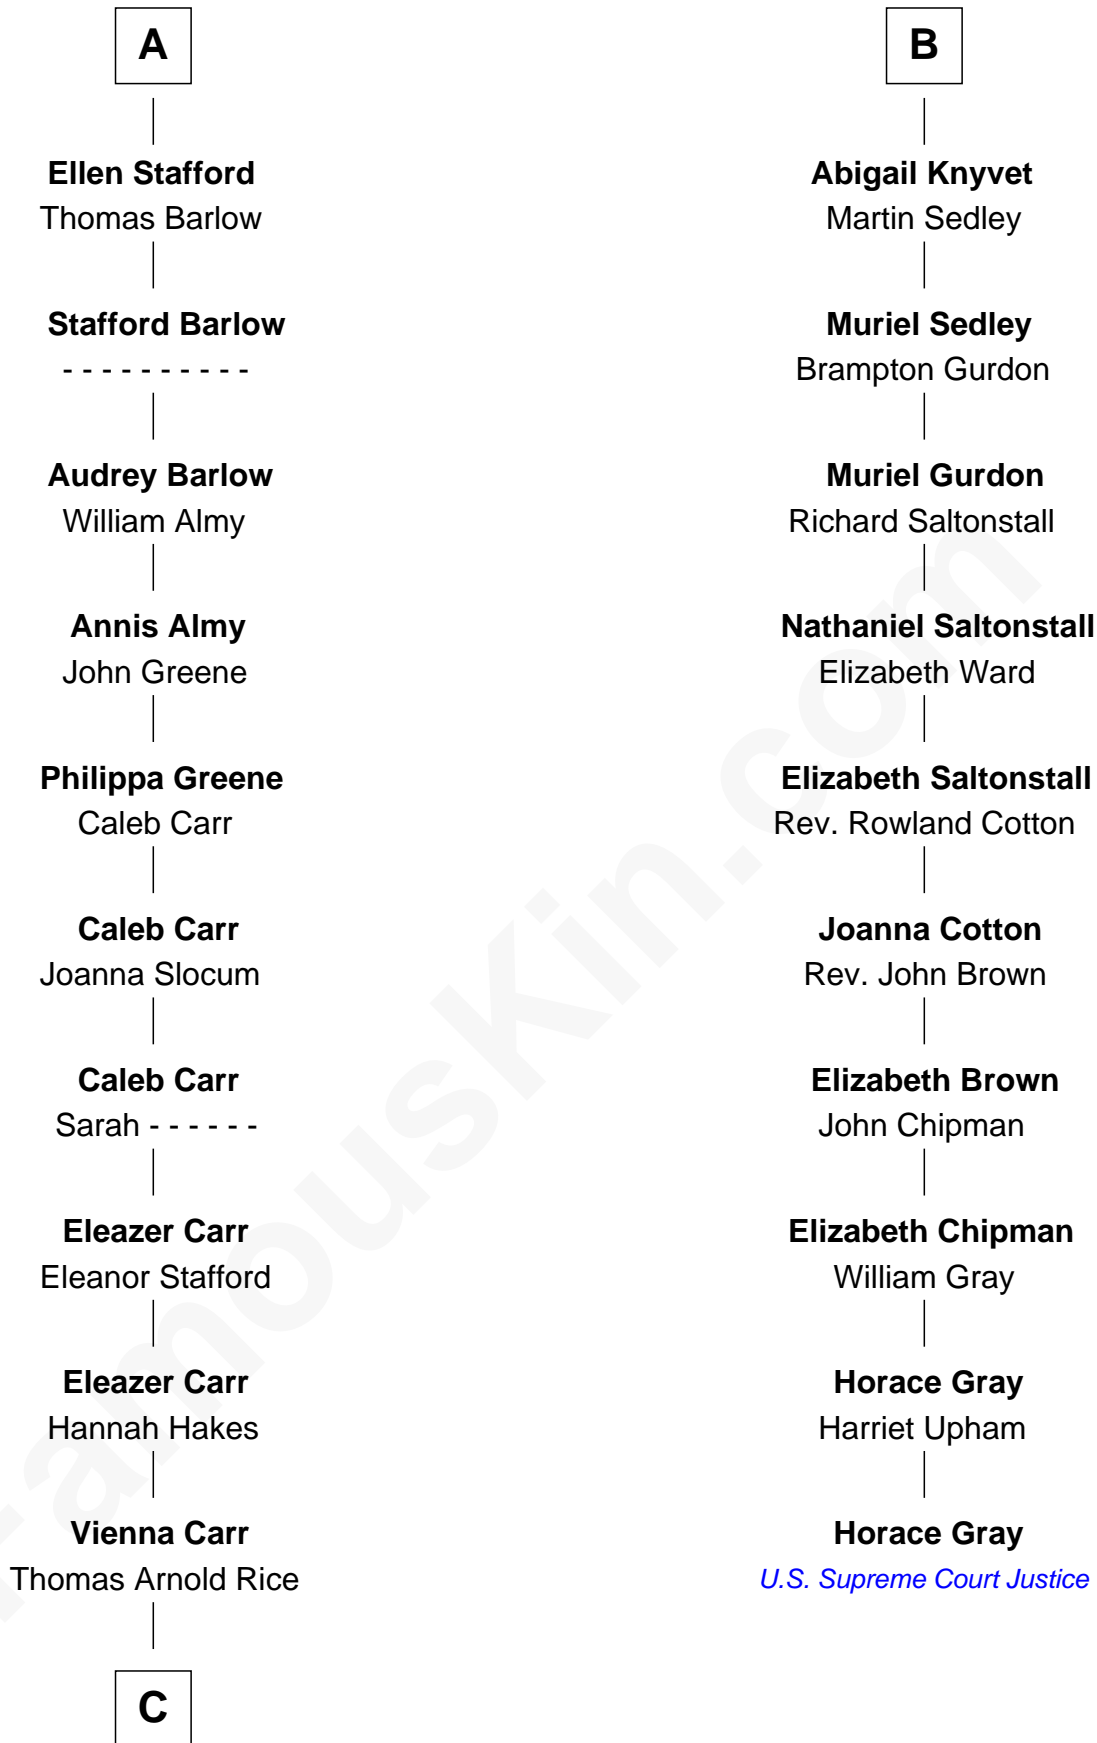 A
Ellen Stafford
Thomas Barlow
Stafford Barlow
- - - - - - - - - -
Audrey Barlow
William Almy
Annis Almy
John Greene
Philippa Greene
Caleb Carr
Caleb Carr
Joanna Slocum
Caleb Carr
Sarah - - - - - -
Eleazer Carr
Eleanor Stafford
Eleazer Carr
Hannah Hakes
Vienna Carr
Thomas Arnold Rice
C
B
Abigail Knyvet
Martin Sedley
Muriel Sedley
Brampton Gurdon
Muriel Gurdon
Richard Saltonstall
Nathaniel Saltonstall
Elizabeth Ward
Elizabeth Saltonstall
Rev. Rowland Cotton
Joanna Cotton
Rev. John Brown
Elizabeth Brown
John Chipman
Elizabeth Chipman
William Gray
Horace Gray
Harriet Upham
Horace Gray
U.S. Supreme Court Justice
FamousKin.com